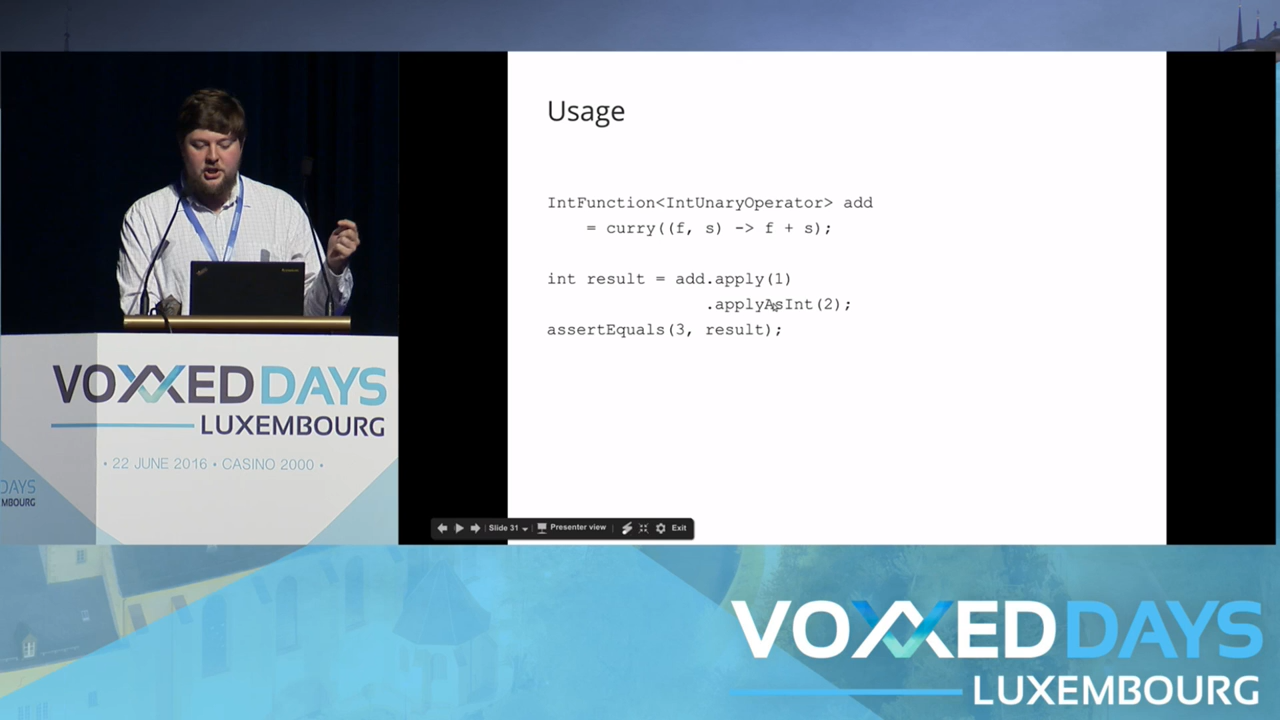 Usage
IntFunction<IntUnaryOperator> add
= curry((f, s) -> f + s);
int result = add.apply(1)
.applyAsInt(2);
assertEquals(3, result);
VOXXED DAYS
LUXEMBOURG
• 22 JUNE 2016 • CASINO 2000 •
DAYS
MBOURG
Slide 31
Presenter view
Exit
VOXXED DAYS
LUXEMBOURG